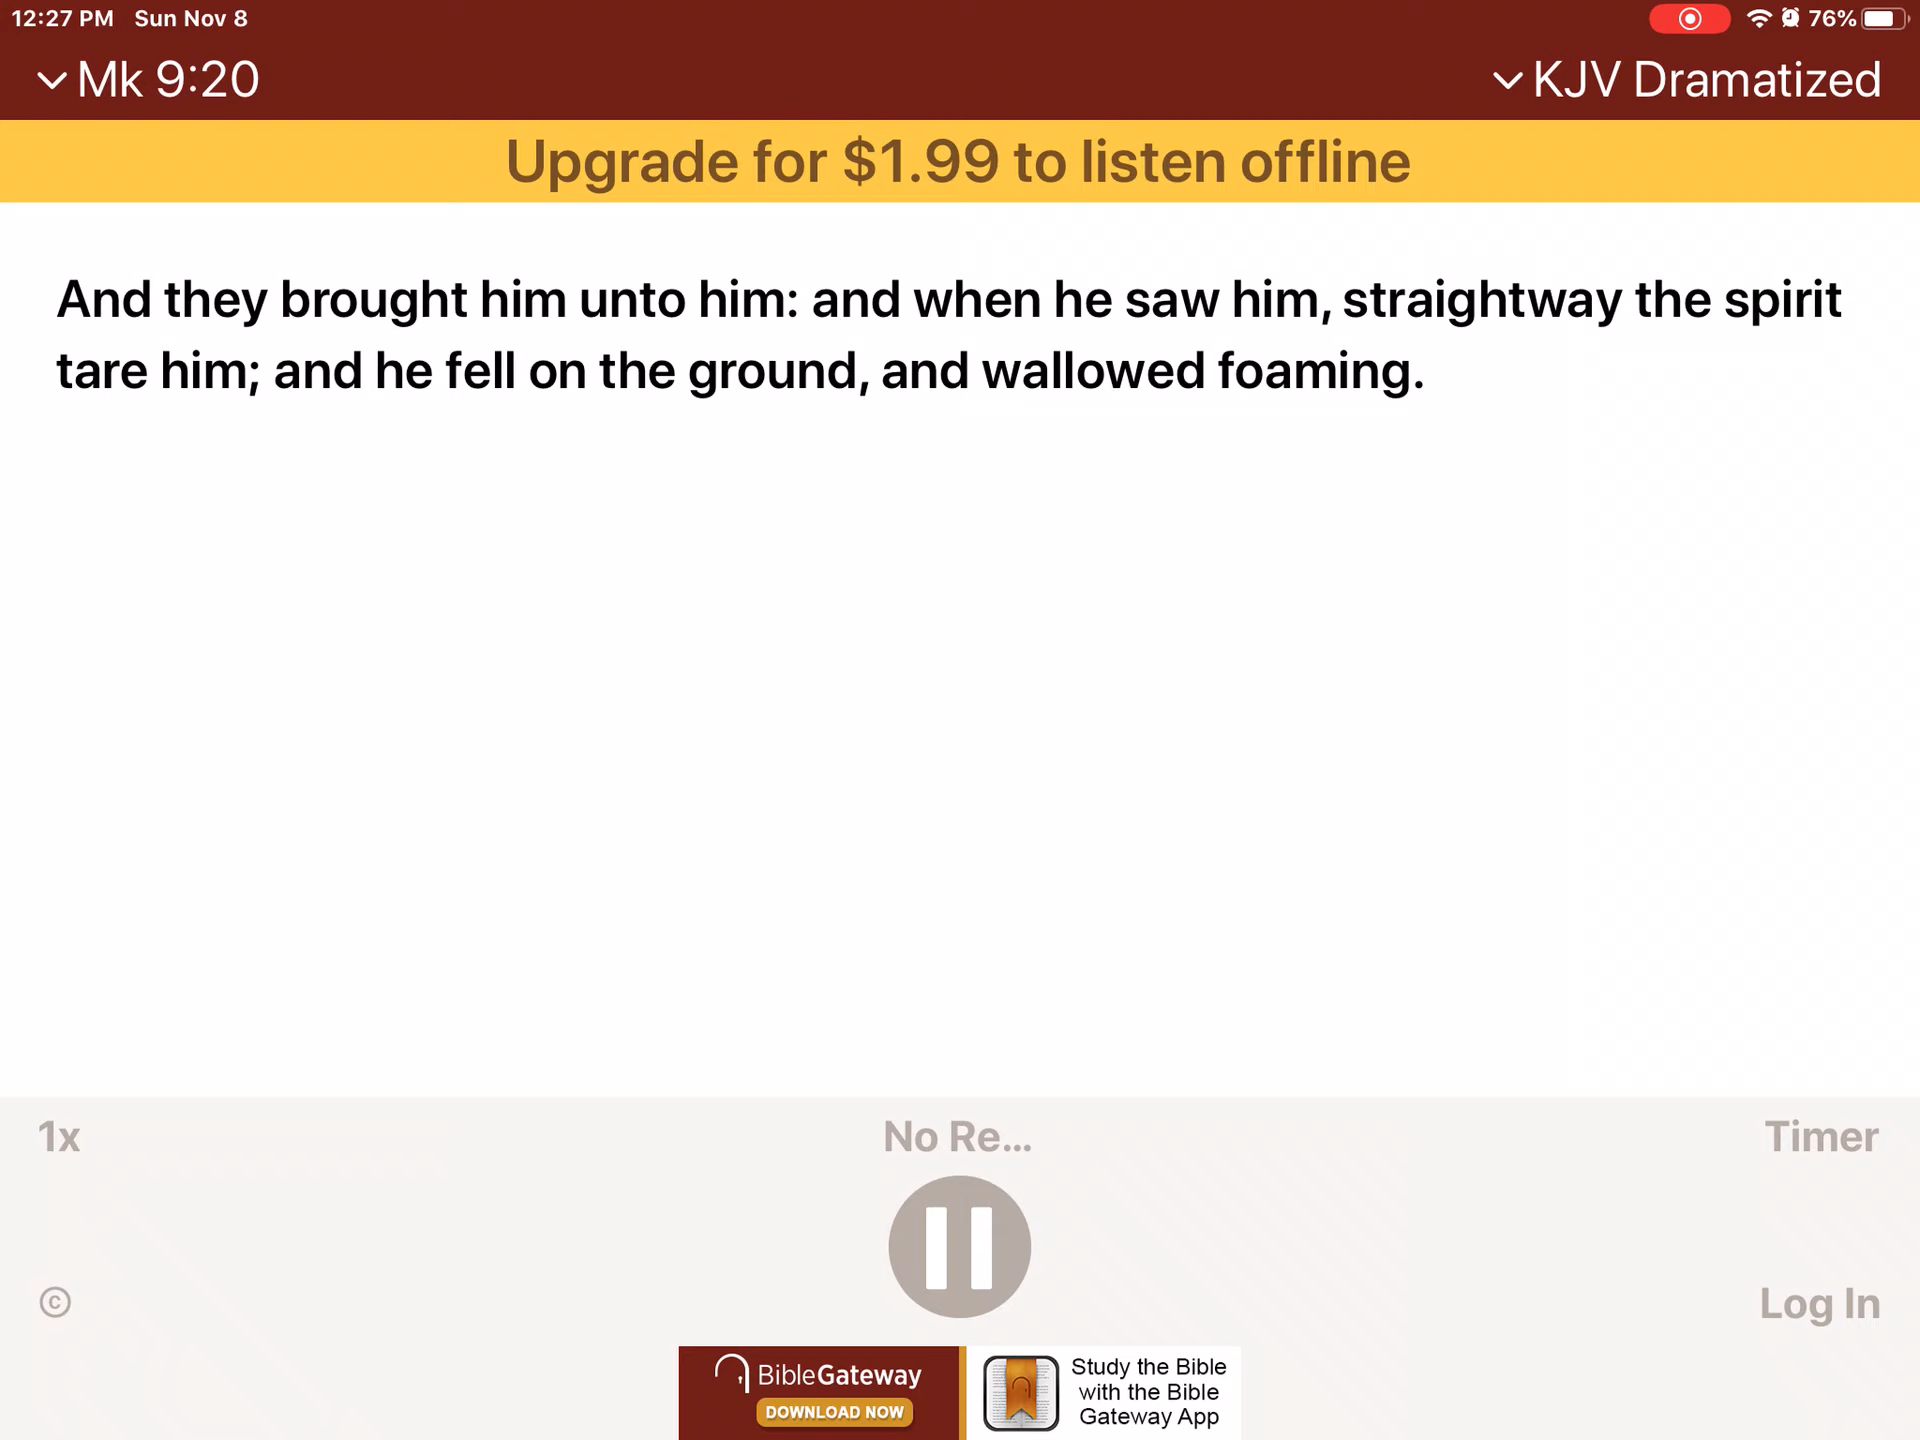 12:27 PM Sun Nov 8 76%
Mk 9:20 KJV Dramatized
Upgrade for $1.99 to listen offline
And they brought him unto him: and when he saw him, straightway the spirit
tare him; and he fell on the ground, and wallowed foaming.
1x No Re... Timer
© Log In
BibleGateway
DOWNLOAD NOW
Study the Bible
with the Bible
Gateway App